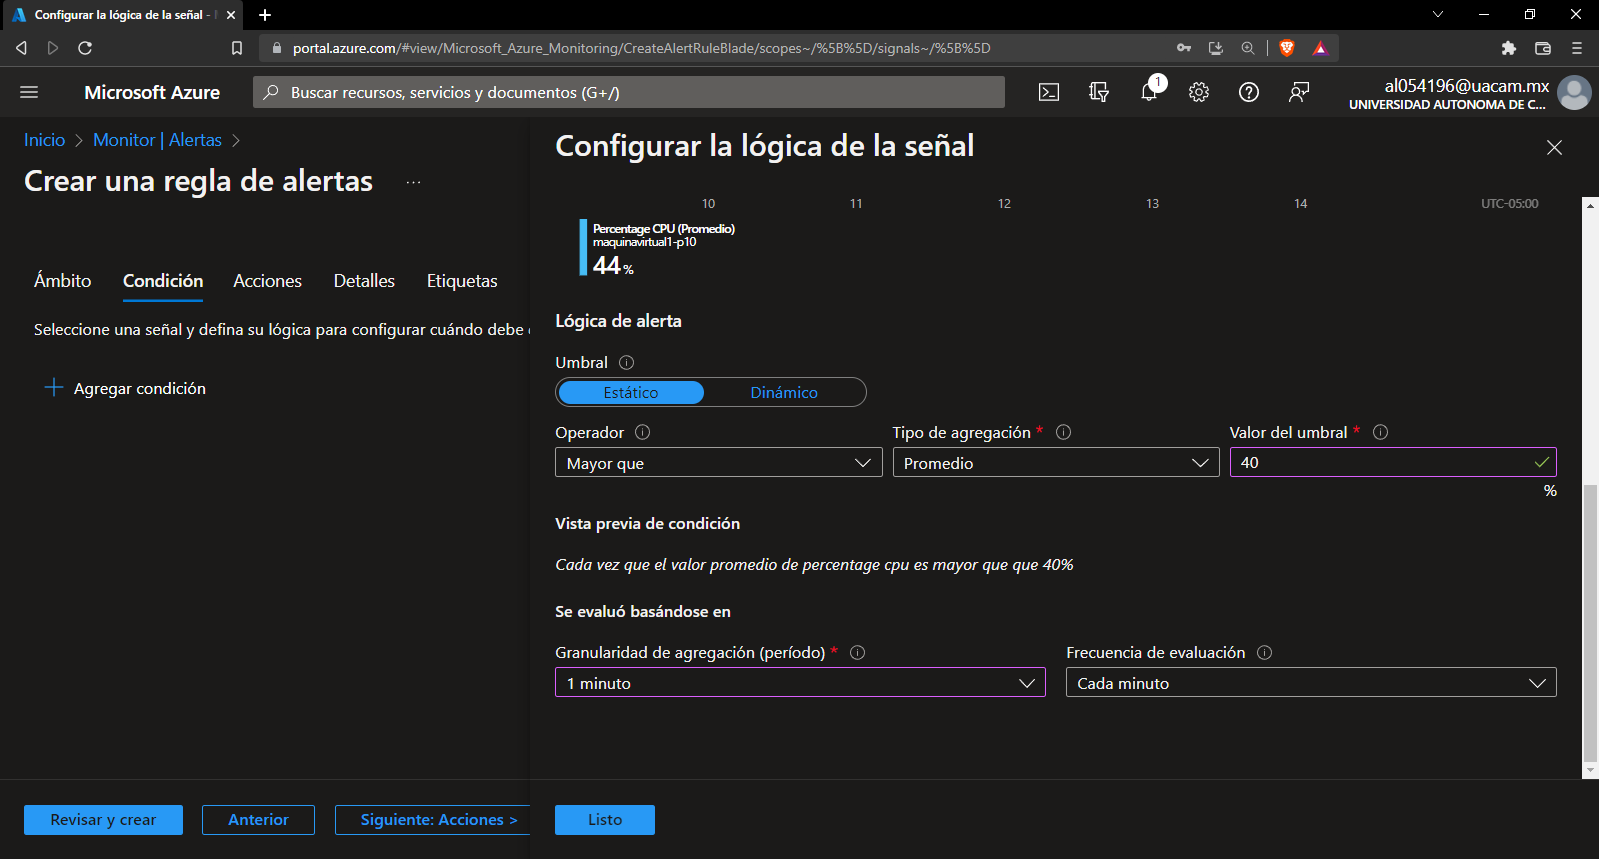 Configurar la lógica de la señal -
portal.azure.com/#view/Microsoft_Azure_Monitoring/CreateAlertRuleBlade/scopes~/%5B%5D/signals~/%5B%5D
Microsoft Azure
Buscar recursos, servicios y documentos (G+/)
1
al054196@uacam.mx
UNIVERSIDAD AUTONOMA DE C...
Inicio > Monitor | Alertas >
Crear una regla de alertas ...
Ámbito Condición Acciones Detalles Etiquetas
Seleccione una señal y defina su lógica para configurar cuándo debe
+ Agregar condición
Revisar y crear
Anterior
Siguiente: Acciones >
Configurar la lógica de la señal
10 11 12 13 14 UTC-05:00
Percentage CPU (Promedio)
maquinavirtual1-p10
44 %
Lógica de alerta
Umbral
Estático Dinámico
Operador Tipo de agregación * Valor del umbral *
Mayor que Promedio 40
%
Vista previa de condición
Cada vez que el valor promedio de percentage cpu es mayor que que 40%
Se evaluó basándose en
Granularidad de agregación (período) * Frecuencia de evaluación
1 minuto Cada minuto
Listo